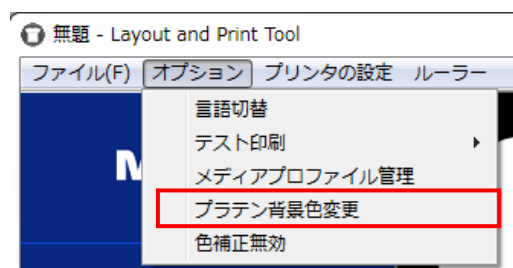 無題 - Layout and Print Tool
ファイル(F) オプション プリンタの設定 ルーラー
言語切替
テスト印刷
M
メディアプロファイル管理
プラテン背景色変更
色補正無効